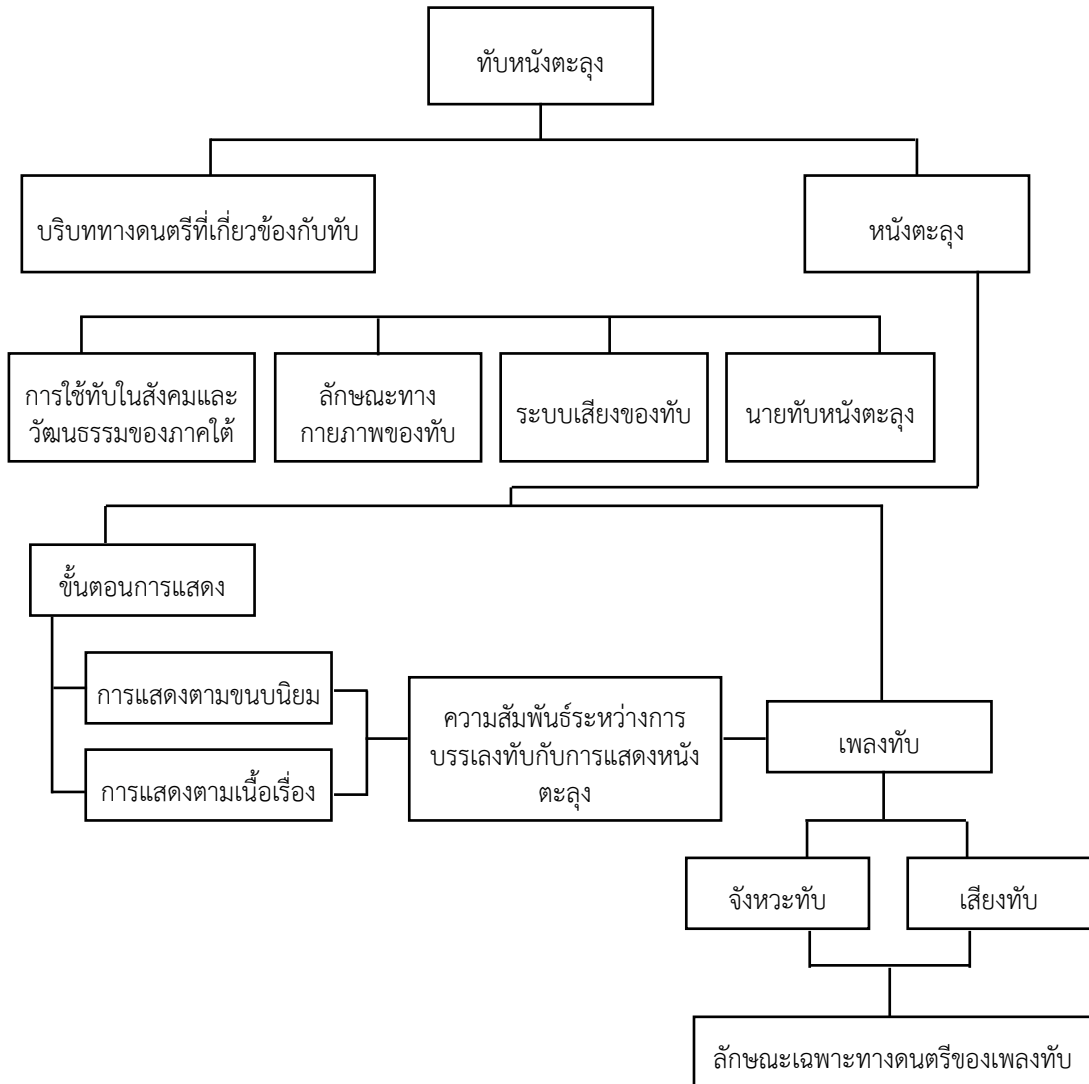 ทับหนังตะลุง
บริบททางดนตรีที่เกี่ยวข้องกับทับ
หนังตะลุง
การใช้ทับในสังคมและ
วัฒนธรรมของภาคใต้
ลักษณะทาง
กายภาพของทับ
ระบบเสียงของทับ
นายทับหนังตะลุง
ขั้นตอนการแสดง
การแสดงตามขนบนิยม
การแสดงตามเนื้อเรื่อง
ความสัมพันธ์ระหว่างการ
บรรเลงทับกับการแสดงหนัง
ตะลุง
เพลงทับ
จังหวะทับ
เสียงทับ
ลักษณะเฉพาะทางดนตรีของเพลงทับ